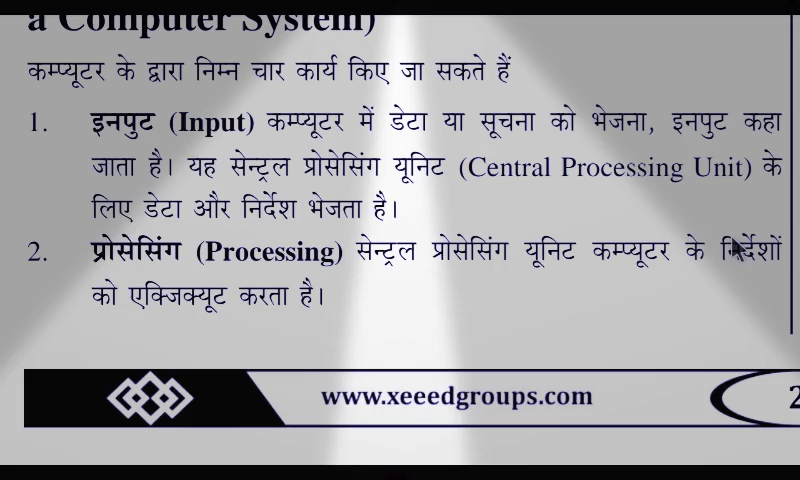 a Computer System)
कम्प्यूटर के द्वारा निम्न चार कार्य किए जा सकते हैं
1. इनपुट (Input) कम्प्यूटर में डेटा या सूचना को भेजना, इनपुट कहा
जाता है। यह सेन्ट्रल प्रोसेसिंग यूनिट (Central Processing Unit) के
लिए डेटा और निर्देश भेजता है।
2. प्रोसेसिंग (Processing) सेन्ट्रल प्रोसेसिंग यूनिट कम्प्यूटर के निर्देशों
को एक्जिक्यूट करता है।
www.xeeedgroups.com
2